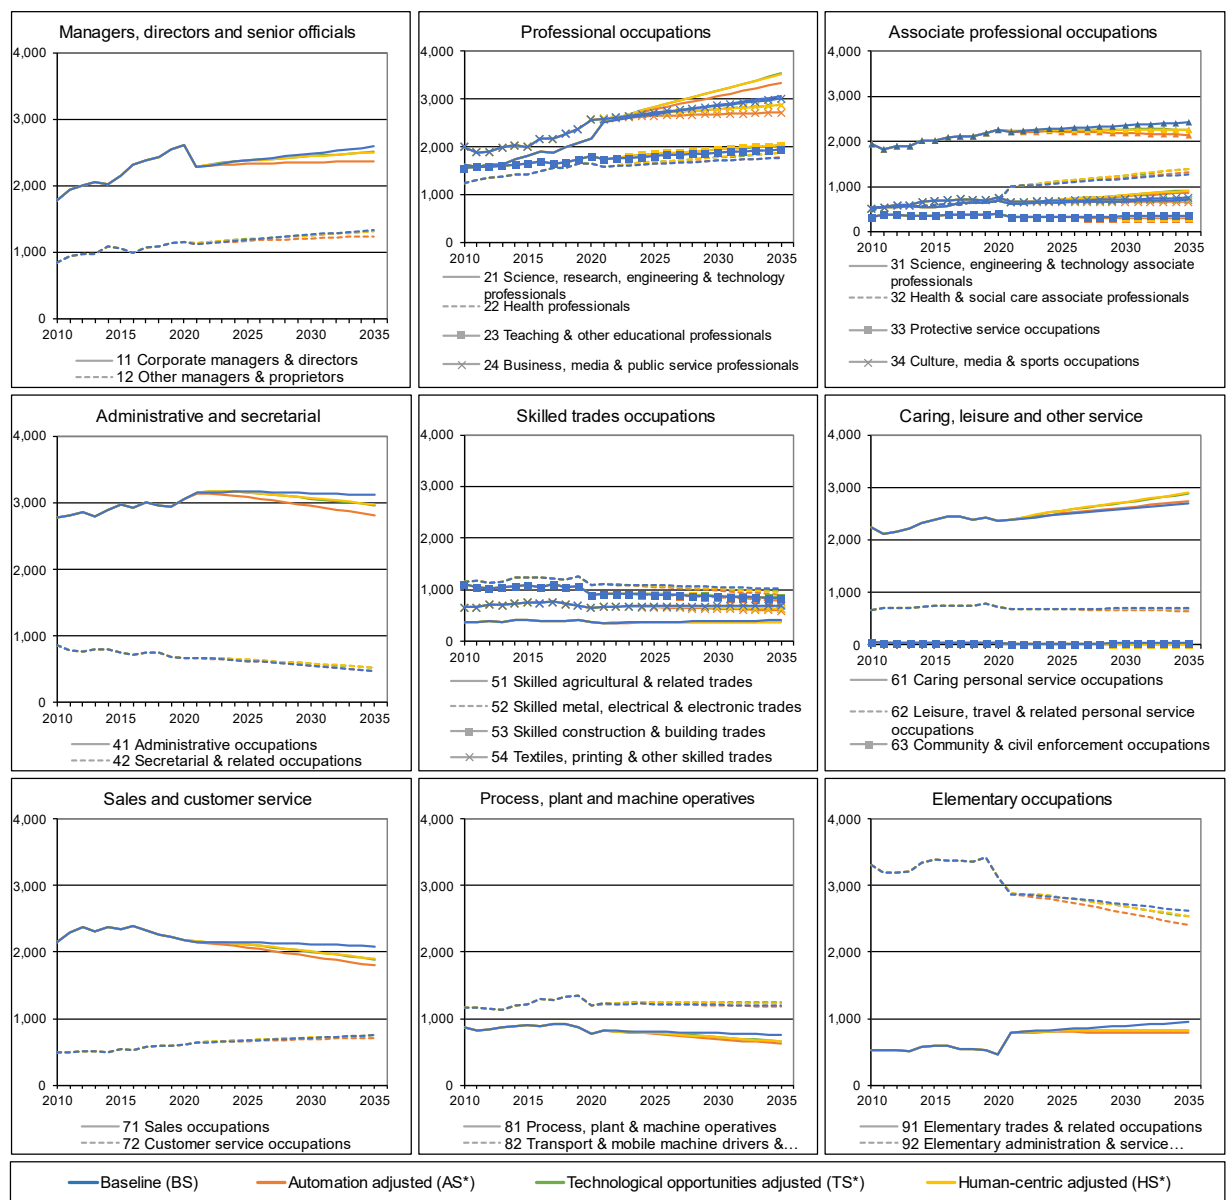 Managers, directors and senior officials
4,000
3,000
2,000
1,000
0
2010 2015 2020 2025 2030 2035
11 Corporate managers & directors
12 Other managers & proprietors
Professional occupations
4,000
3,000
2,000
1,000
0
2010 2015 2020 2025 2030 2035
21 Science, research, engineering & technology
professionals
22 Health professionals
23 Teaching & other educational professionals
24 Business, media & public service professionals
Associate professional occupations
4,000
3,000
2,000
1,000
0
2010 2015 2020 2025 2030 2035
31 Science, engineering & technology associate
professionals
32 Health & social care associate professionals
33 Protective service occupations
34 Culture, media & sports occupations
Administrative and secretarial
4,000
3,000
2,000
1,000
0
2010 2015 2020 2025 2030 2035
41 Administrative occupations
42 Secretarial & related occupations
Skilled trades occupations
4,000
3,000
2,000
1,000
0
2010 2015 2020 2025 2030 2035
51 Skilled agricultural & related trades
52 Skilled metal, electrical & electronic trades
53 Skilled construction & building trades
54 Textiles, printing & other skilled trades
Caring, leisure and other service
4,000
3,000
2,000
1,000
0
2010 2015 2020 2025 2030 2035
61 Caring personal service occupations
62 Leisure, travel & related personal service
occupations
63 Community & civil enforcement occupations
Sales and customer service
4,000
3,000
2,000
1,000
0
2010 2015 2020 2025 2030 2035
71 Sales occupations
72 Customer service occupations
Process, plant and machine operatives
4,000
3,000
2,000
1,000
0
2010 2015 2020 2025 2030 2035
81 Process, plant & machine operatives
82 Transport & mobile machine drivers &…
Elementary occupations
4,000
3,000
2,000
1,000
0
2010 2015 2020 2025 2030 2035
91 Elementary trades & related occupations
92 Elementary administration & service…
Baseline (BS) Automation adjusted (AS*) Technological opportunities adjusted (TS*) Human-centric adjusted (HS*)